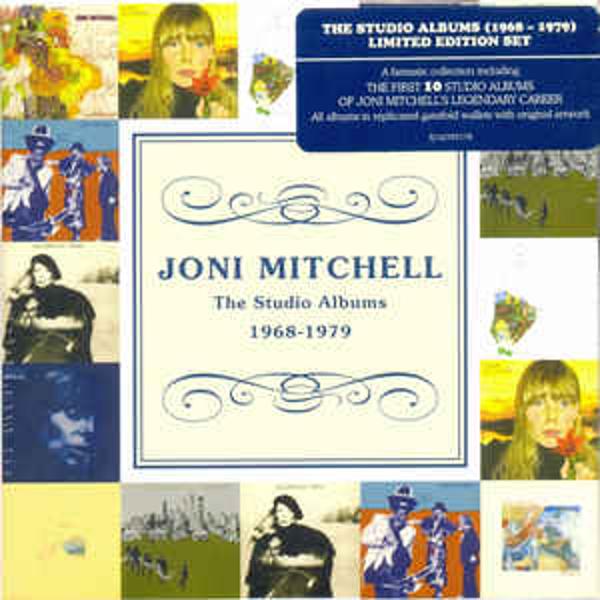 THE STUDIO ALBUMS (1968 - 1979)
LIMITED EDITION SET
A fantastic collection including
THE FIRST 10 STUDIO ALBUMS
OF JONI MITCHELL'S LEGENDARY CAREER
All albums in replicated gatefold wallets with original artwork
JONI MITCHELL
The Studio Albums
1968-1979